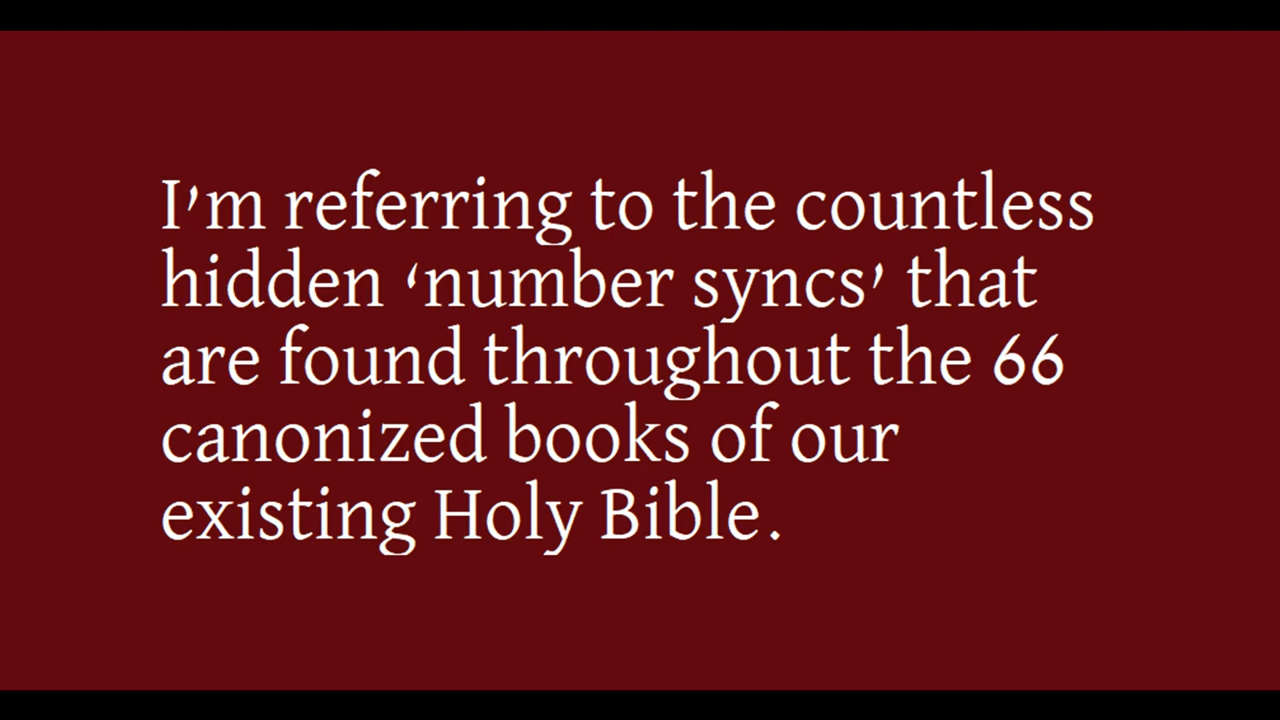 I'm referring to the countless
hidden ‘number syncs’ that
are found throughout the 66
canonized books of our
existing Holy Bible.